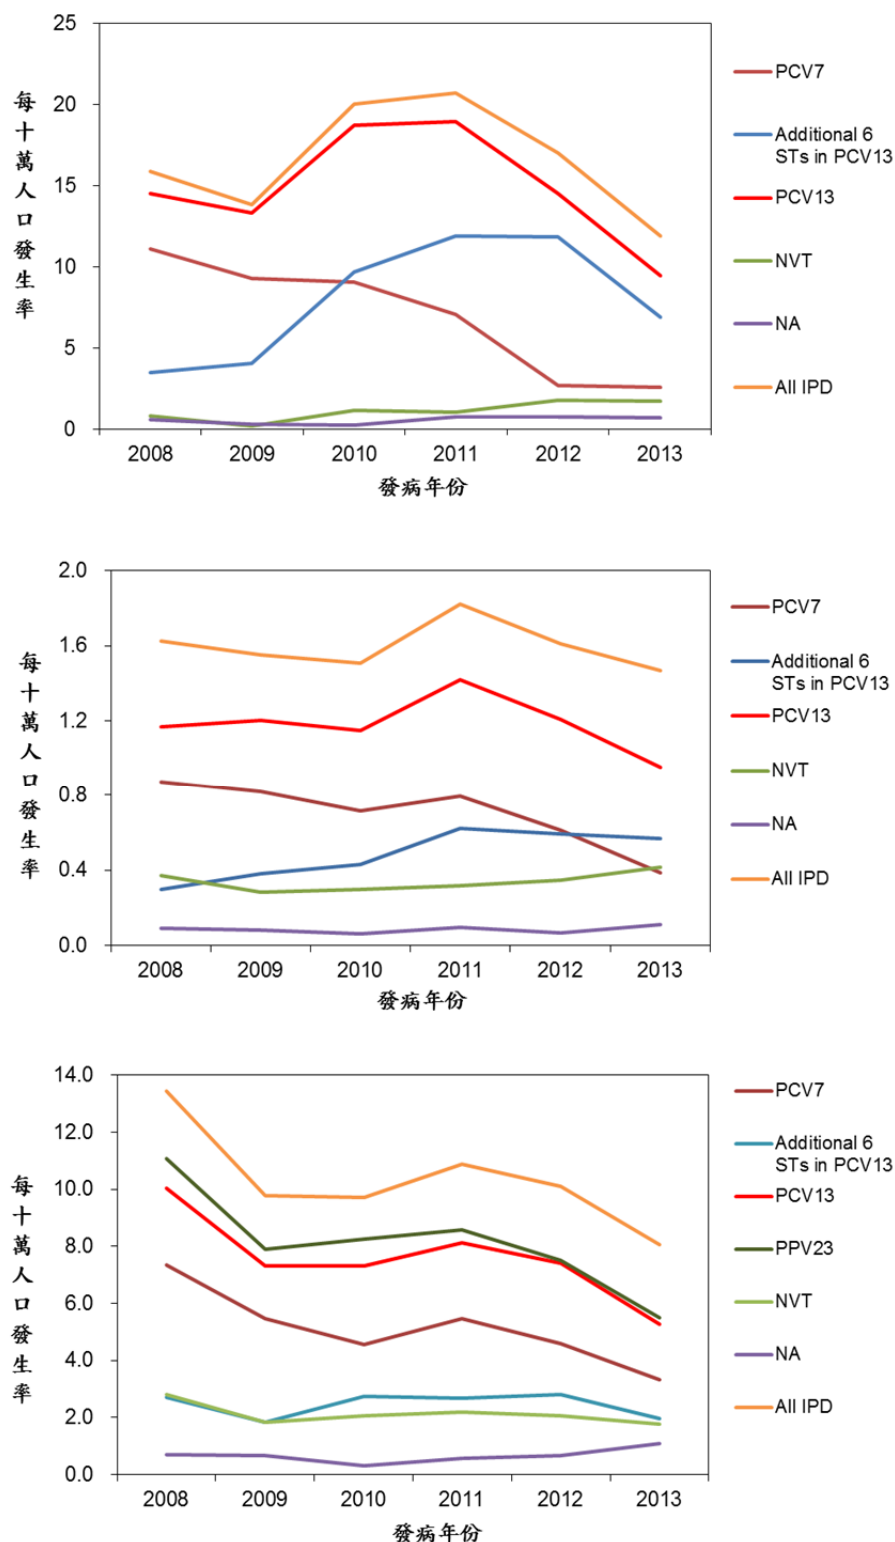 25
20
15
10
5
0
每十萬人口發生率
2008 2009 2010 2011 2012 2013
發病年份
PCV7
Additional 6
STs in PCV13
PCV13
NVT
NA
All IPD
2.0
1.6
1.2
0.8
0.4
0.0
每十萬人口發生率
2008 2009 2010 2011 2012 2013
發病年份
PCV7
Additional 6
STs in PCV13
PCV13
NVT
NA
All IPD
14.0
12.0
10.0
8.0
6.0
4.0
2.0
0.0
每十萬人口發生率
2008 2009 2010 2011 2012 2013
發病年份
PCV7
Additional 6
STs in PCV13
PCV13
PPV23
NVT
NA
All IPD